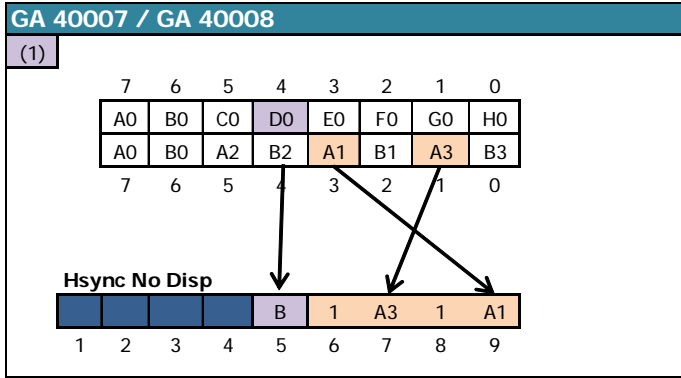 GA 40007 / GA 40008
(1)
7 6 5 4 3 2 1 0
A0 B0 C0 D0 E0 F0 G0 H0
A0 B0 A2 B2 A1 B1 A3 B3
7 6 5 4 3 2 1 0
Hsync No Disp
B 1 A3 1 A1
1 2 3 4 5 6 7 8 9